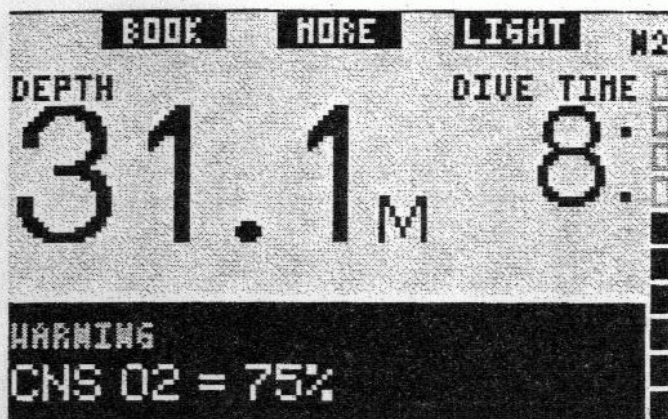 BOOK MORE LIGHT
N2
DEPTH DIVE TIME
31.1M 8:
WARNING
CNS O2 = 75%